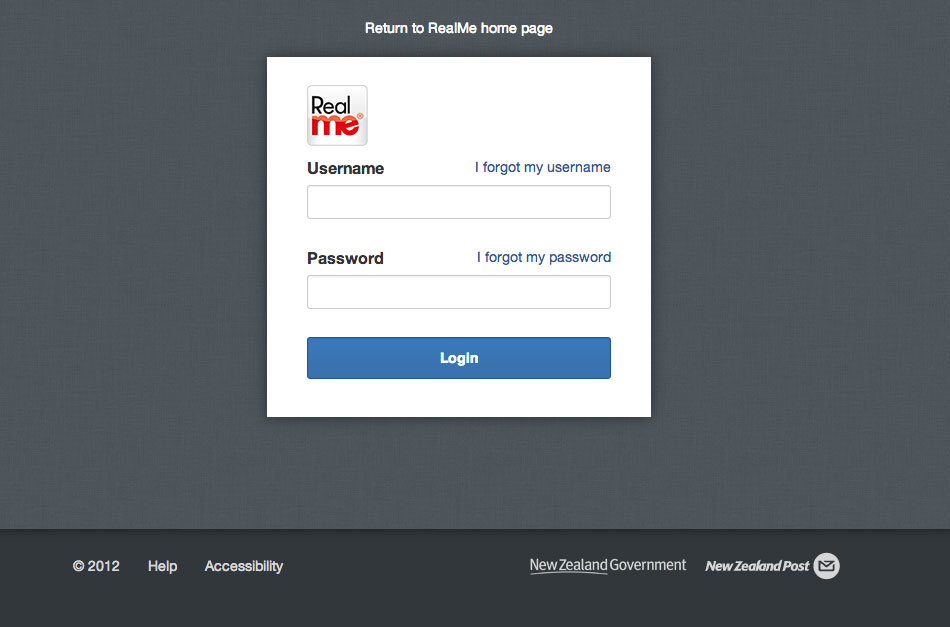 Return to RealMe home page
Real
me®
Username I forgot my username
Password I forgot my password
Login
© 2012 Help Accessibility New Zealand Government New Zealand Post